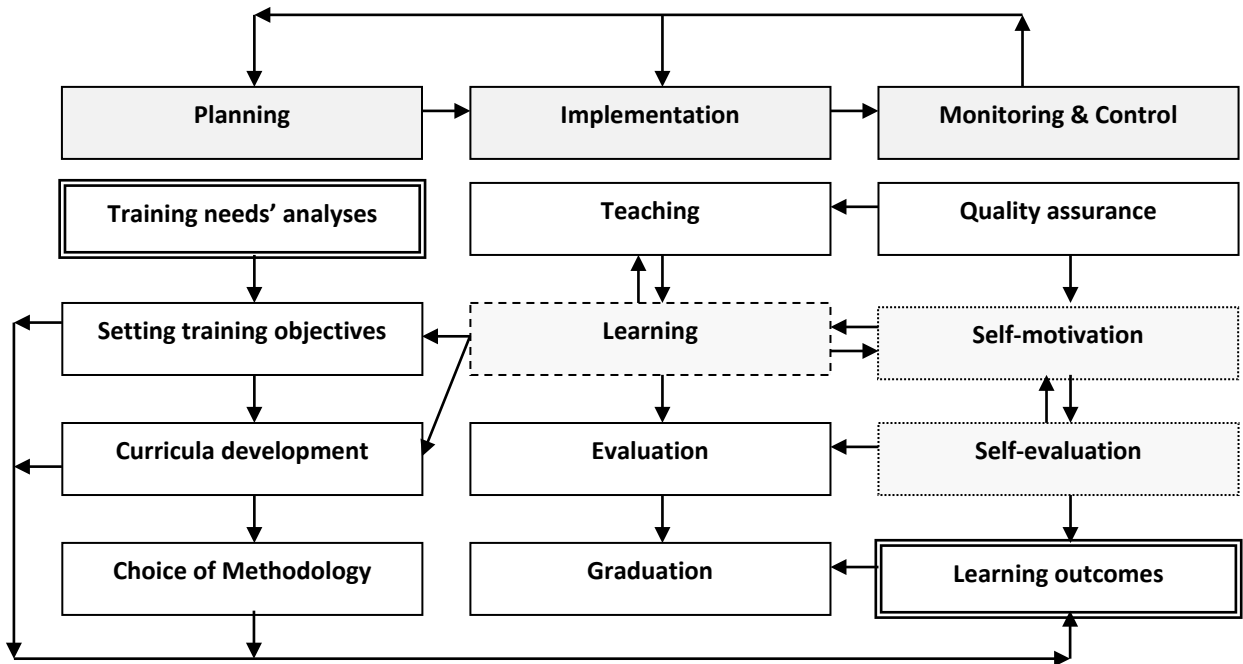 Planning
Implementation
Monitoring & Control
Training needs’ analyses
Teaching
Quality assurance
Setting training objectives
Learning
Self-motivation
Curricula development
Evaluation
Self-evaluation
Choice of Methodology
Graduation
Learning outcomes